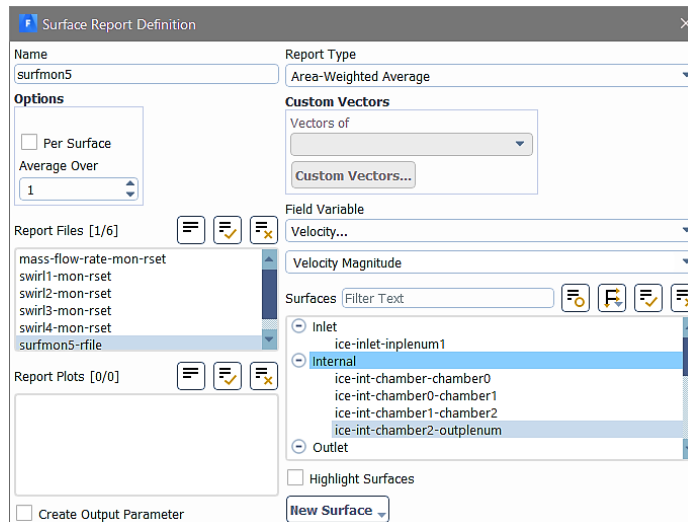 Surface Report Definition
Name
surfmon5
Options
Per Surface
Average Over
1
Report Files [1/6]
mass-flow-rate-mon-rset
swirl1-mon-rset
swirl2-mon-rset
swirl3-mon-rset
swirl4-mon-rset
surfmon5-rfile
Report Plots [0/0]
Create Output Parameter
Report Type
Area-Weighted Average
Custom Vectors
Vectors of
Custom Vectors...
Field Variable
Velocity...
Velocity Magnitude
Surfaces Filter Text
Inlet
ice-inlet-inplenum1
Internal
ice-int-chamber-chamber0
ice-int-chamber0-chamber1
ice-int-chamber1-chamber2
ice-int-chamber2-outplenum
Outlet
Highlight Surfaces
New Surface